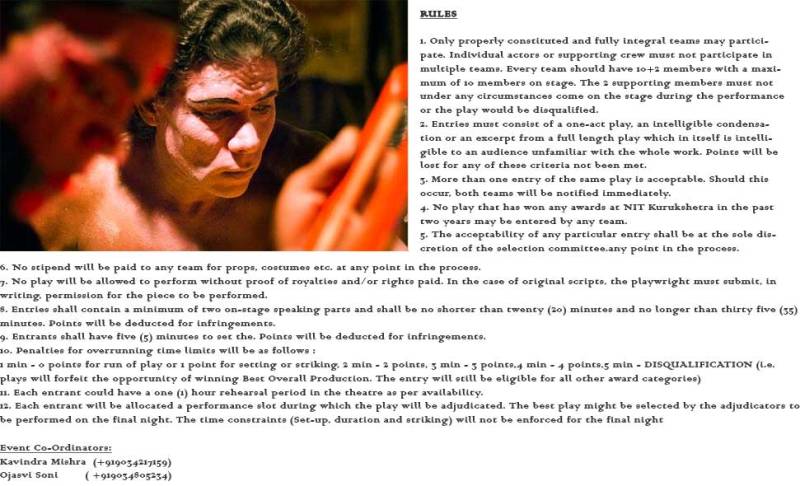 RULES
1. Only properly constituted and fully integral teams may partici-
pate. Individual actors or supporting crew must not participate in
multiple teams. Every team should have 10+2 members with a maxi-
mum of 10 members on stage. The 2 supporting members must not
under any circumstances come on the stage during the performance
or the play would be disqualified.
2. Entries must consist of a one-act play, an intelligible condensa-
tion or an excerpt from a full length play which in itself is intelli-
gible to an audience unfamiliar with the whole work. Points will be
lost for any of these criteria not been met.
3. More than one entry of the same play is acceptable. Should this
occur, both teams will be notified immediately.
4. No play that has won any awards at NIT Kurukshetra in the past
two years may be entered by any team.
5. The acceptability of any particular entry shall be at the sole dis-
cretion of the selection committee.any point in the process.
6. No stipend will be paid to any team for props, costumes etc. at any point in the process.
7. No play will be allowed to perform without proof of royalties and/or rights paid. In the case of original scripts, the playwright must submit, in
writing, permission for the piece to be performed.
8. Entries shall contain a minimum of two on-stage speaking parts and shall be no shorter than twenty (20) minutes and no longer than thirty five (35)
minutes. Points will be deducted for infringements.
9. Entrants shall have five (5) minutes to set the. Points will be deducted for infringements.
10. Penalties for overrunning time limits will be as follows :
1 min - 0 points for run of play or 1 point for setting or striking, 2 min - 2 points, 3 min - 3 points,4 min - 4 points,5 min - DISQUALIFICATION (i.e.
plays will forfeit the opportunity of winning Best Overall Production. The entry will still be eligible for all other award categories)
11. Each entrant could have a one (1) hour rehearsal period in the theatre as per availability.
12. Each entrant will be allocated a performance slot during which the play will be adjudicated. The best play might be selected by the adjudicators to
be performed on the final night. The time constraints (Set-up, duration and striking) will not be enforced for the final night
Event Co-Ordinators:
Kavindra Mishra (+919034217159)
Ojasvi Soni ( +919034805234)